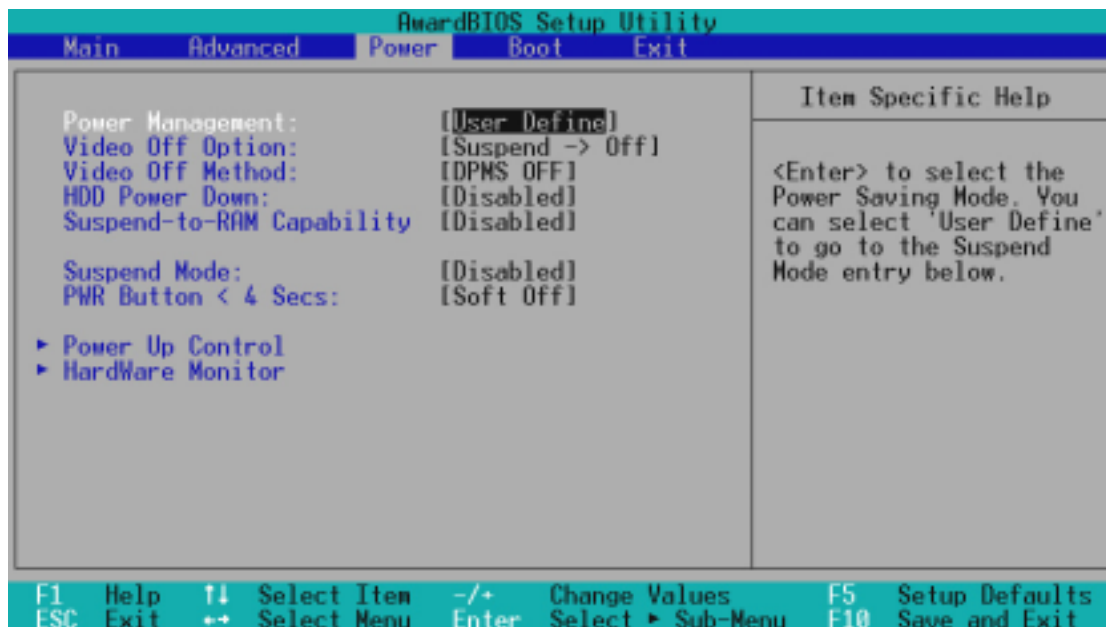 AwardBIOS Setup Utility
Main Advanced Power Boot Exit
Power Management: [User Define]
Video Off Option: [Suspend -> Off]
Video Off Method: [DPMS OFF]
HDD Power Down: [Disabled]
Suspend-to-RAM Capability [Disabled]
Suspend Mode: [Disabled]
PWR Button < 4 Secs: [Soft Off]
► Power Up Control
► HardWare Monitor
Item Specific Help
<Enter> to select the
Power Saving Mode. You
can select 'User Define'
to go to the Suspend
Mode entry below.
F1 Help ↑↓ Select Item -/+ Change Values F5 Setup Defaults
ESC Exit ←→ Select Menu Enter Select ► Sub-Menu F10 Save and Exit